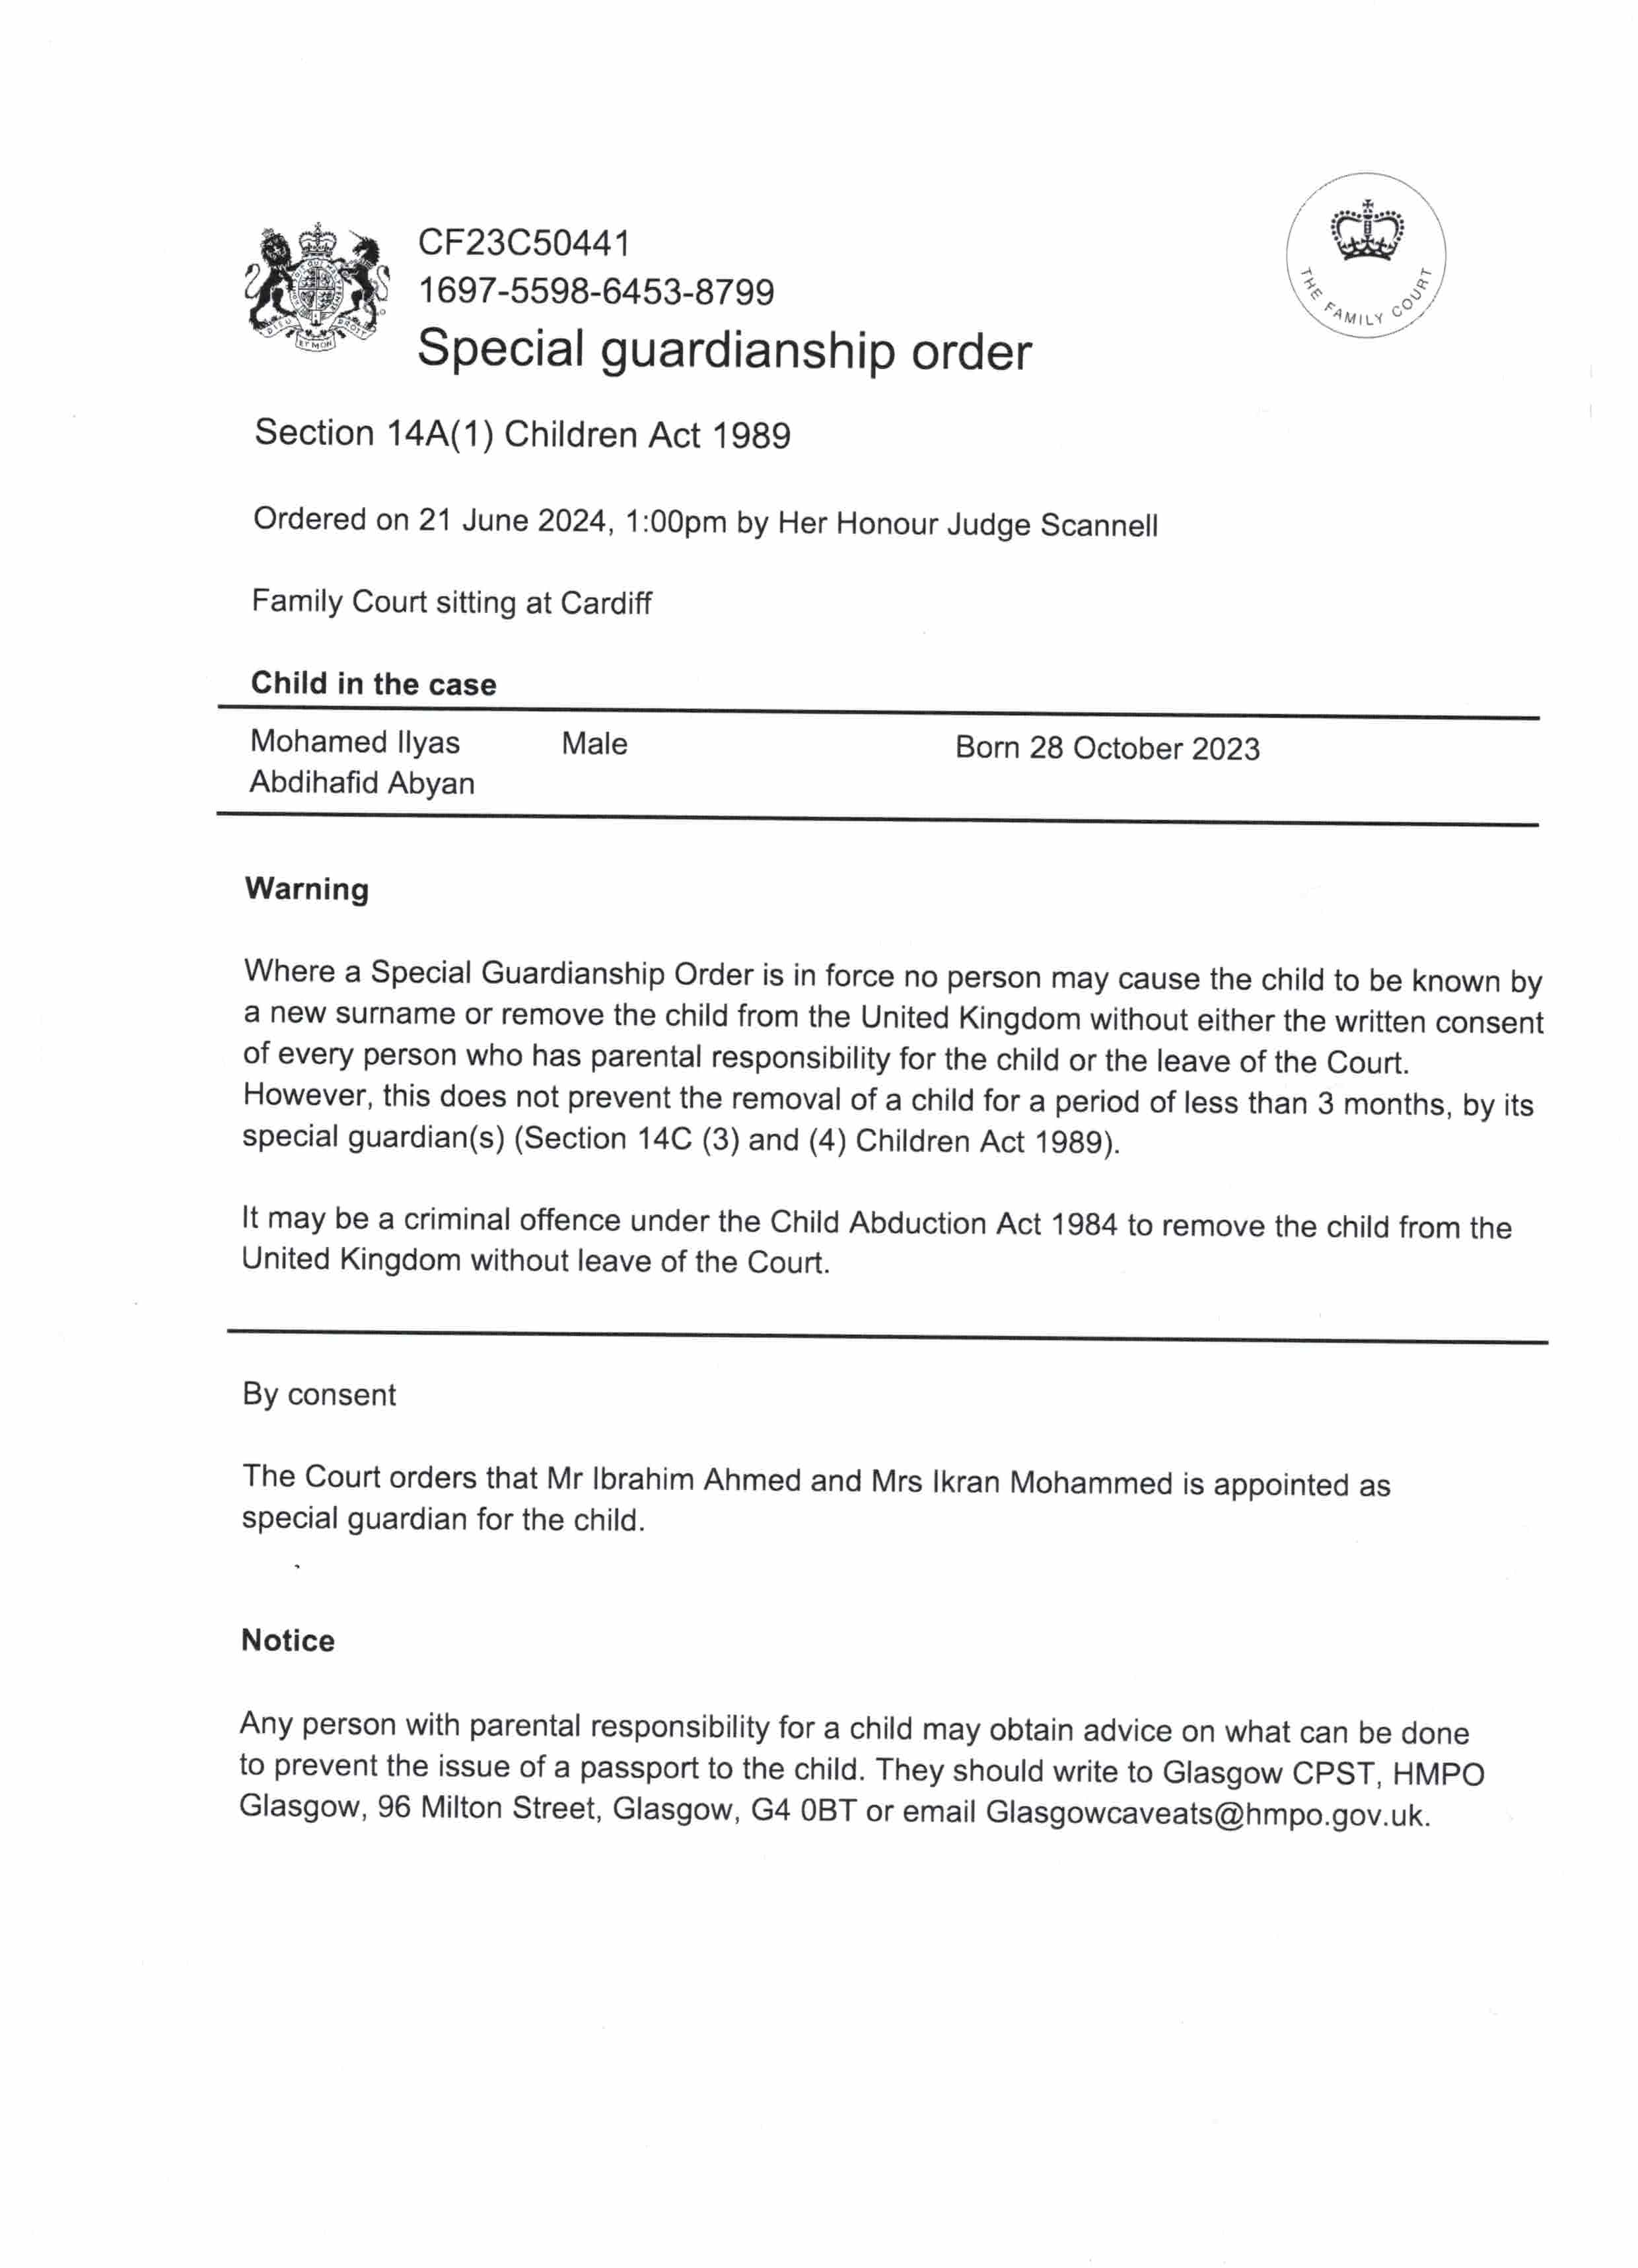 CF23C50441
1697-5598-6453-8799
Special guardianship order
THE FAMILY COURT
Section 14A(1) Children Act 1989
Ordered on 21 June 2024, 1:00pm by Her Honour Judge Scannell
Family Court sitting at Cardiff
Child in the case
Mohamed Ilyas Male Born 28 October 2023
Abdihafid Abyan
Warning
Where a Special Guardianship Order is in force no person may cause the child to be known by
a new surname or remove the child from the United Kingdom without either the written consent
of every person who has parental responsibility for the child or the leave of the Court.
However, this does not prevent the removal of a child for a period of less than 3 months, by its
special guardian(s) (Section 14C (3) and (4) Children Act 1989).
It may be a criminal offence under the Child Abduction Act 1984 to remove the child from the
United Kingdom without leave of the Court.
By consent
The Court orders that Mr Ibrahim Ahmed and Mrs Ikran Mohammed is appointed as
special guardian for the child.
Notice
Any person with parental responsibility for a child may obtain advice on what can be done
to prevent the issue of a passport to the child. They should write to Glasgow CPST, HMPO
Glasgow, 96 Milton Street, Glasgow, G4 0BT or email Glasgowcaveats@hmpo.gov.uk.